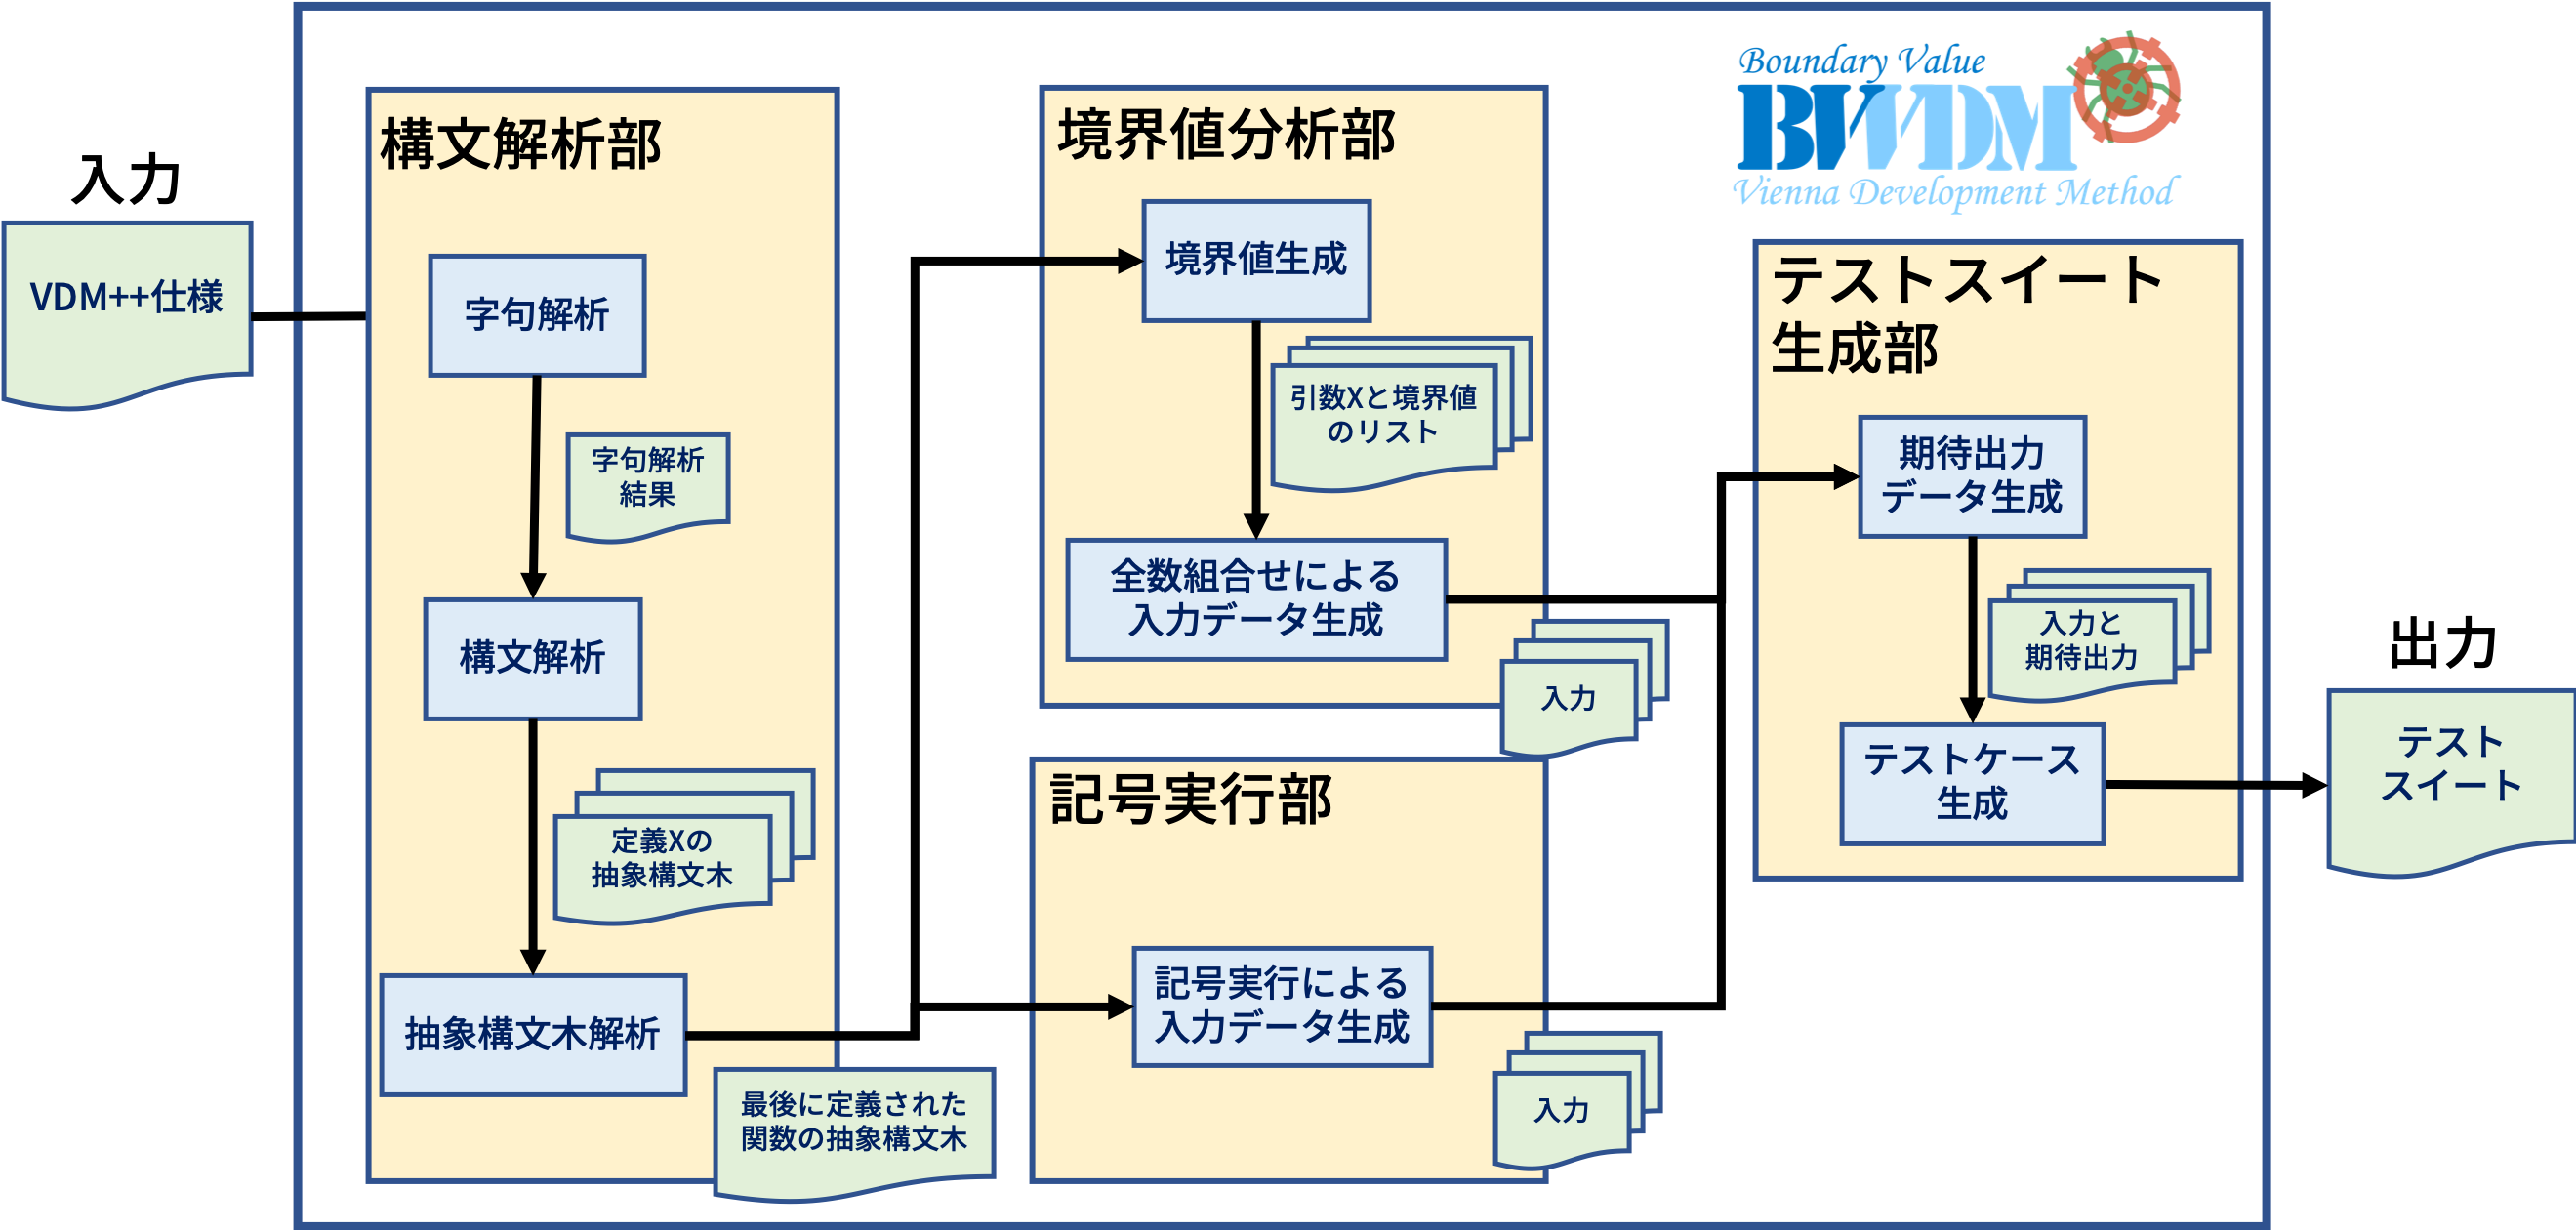 入力
VDM++仕様
構文解析部
字句解析
字句解析
結果
構文解析
定義Xの
抽象構文木
抽象構文木解析
最後に定義された
関数の抽象構文木
境界値分析部
境界値生成
引数Xと境界値
のリスト
全数組合せによる
入力データ生成
入力
記号実行部
記号実行による
入力データ生成
入力
Boundary Value
BWDM
Vienna Development Method
テストスイート
生成部
期待出力
データ生成
入力と
期待出力
テストケース
生成
出力
テスト
スイート